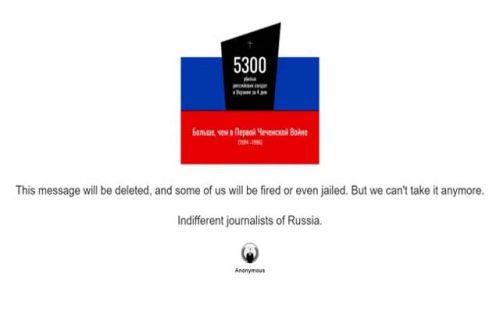 5300
убитых
российских солдат
в Украине за 4 дня
Больше, чем в Первой Чеченской Войне
(1994 -1996)
This message will be deleted, and some of us will be fired or even jailed. But we can't take it anymore.
Indifferent journalists of Russia.
Anonymous